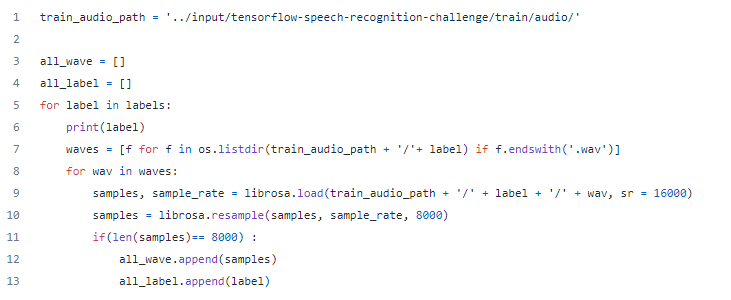 1 train_audio_path = '../input/tensorflow-speech-recognition-challenge/train/audio/'
2
3 all_wave = []
4 all_label = []
5 for label in labels:
6     print(label)
7     waves = [f for f in os.listdir(train_audio_path + '/'+ label) if f.endswith('.wav')]
8     for wav in waves:
9         samples, sample_rate = librosa.load(train_audio_path + '/' + label + '/' + wav, sr = 16000)
10         samples = librosa.resample(samples, sample_rate, 8000)
11         if(len(samples)== 8000) :
12             all_wave.append(samples)
13             all_label.append(label)